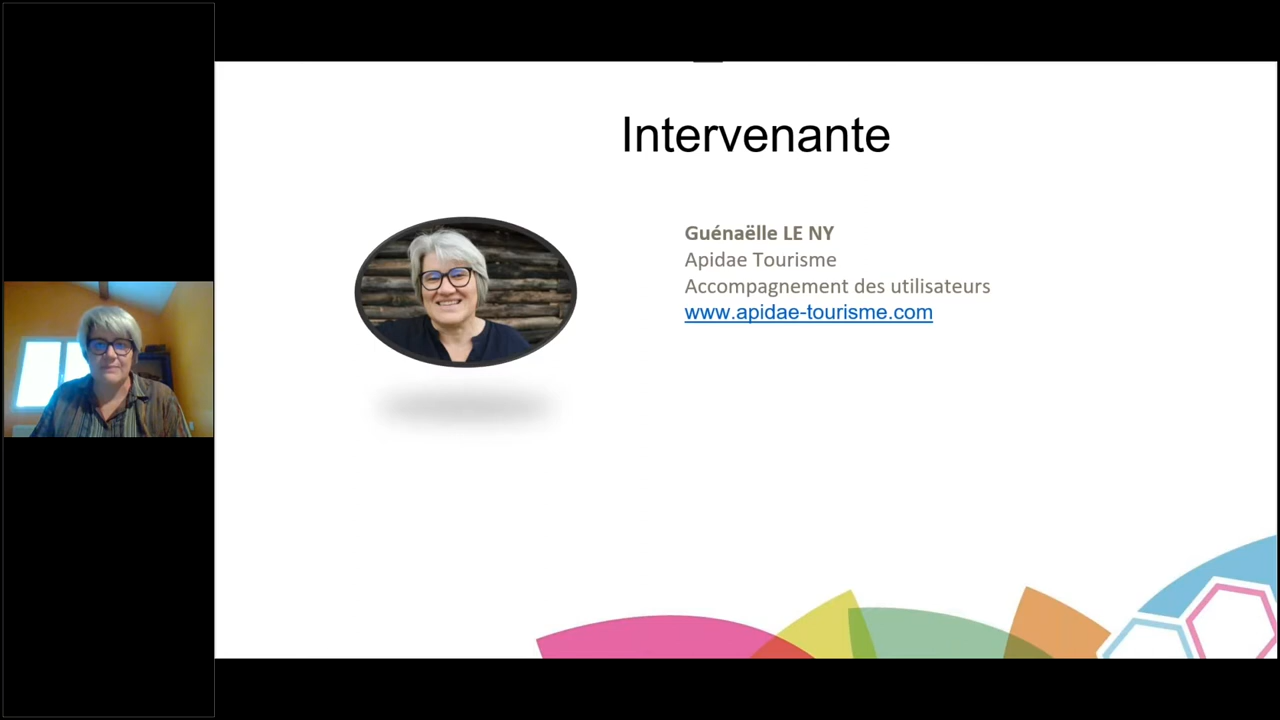 Intervenante
Guénaëlle LE NY
Apidae Tourisme
Accompagnement des utilisateurs
www.apidae-tourisme.com